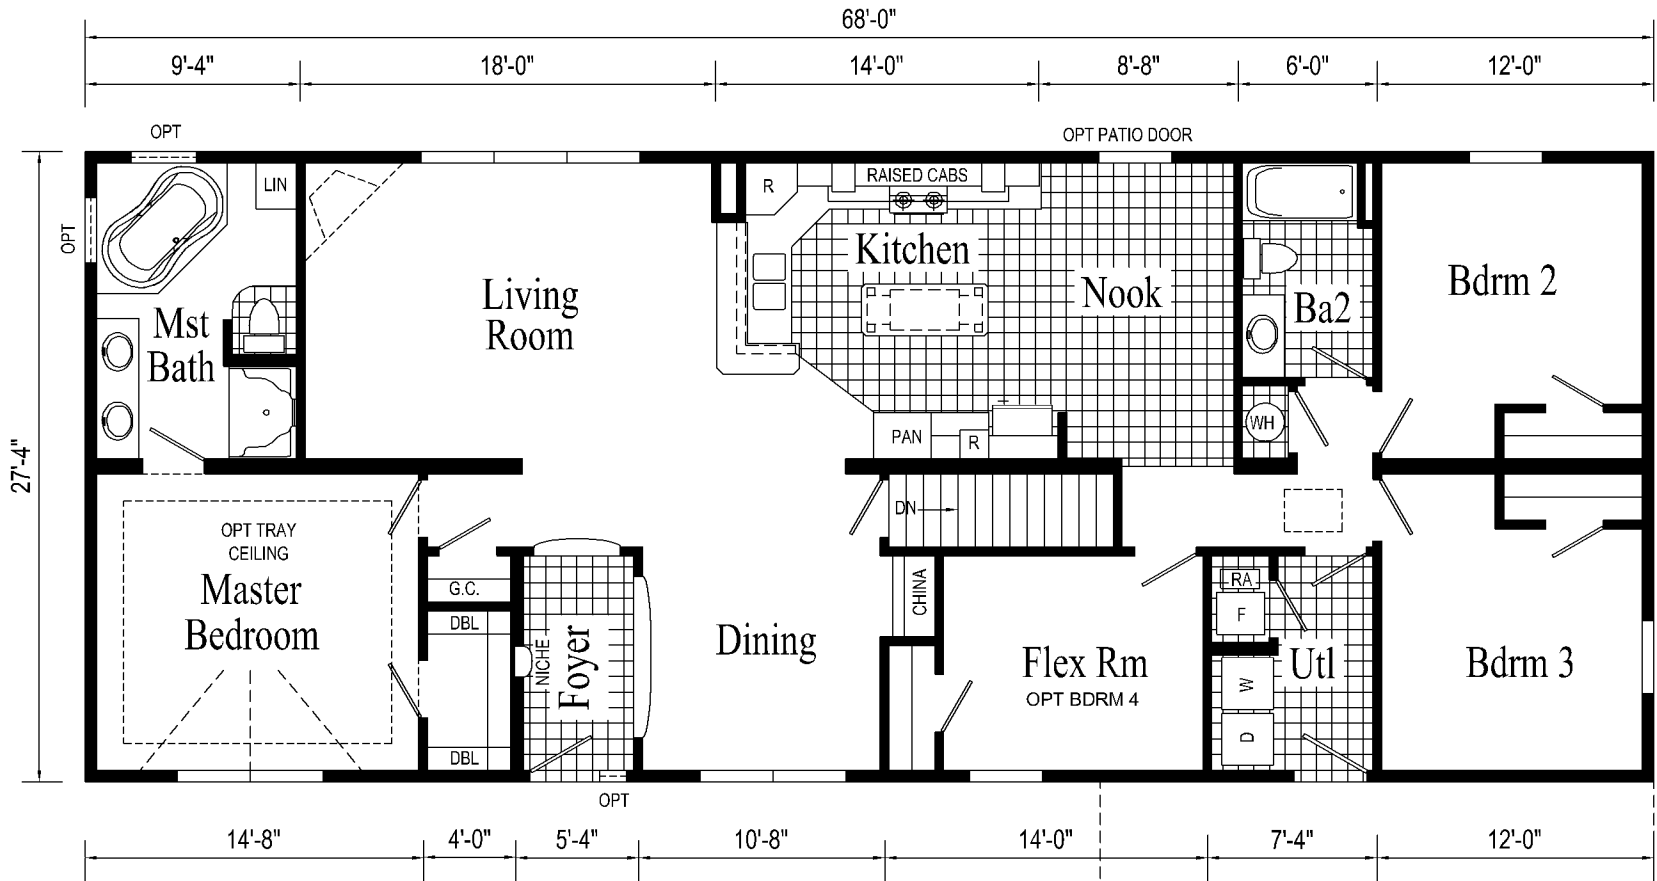 68'-0"
9'-4"
18'-0"
14'-0"
8'-8"
6'-0"
12'-0"
OPT
OPT PATIO DOOR
LIN
R
RAISED CABS
OPT
Kitchen
Nook
Living
Room
Mst
Bath
Ba2
Bdrm 2
27'-4"
PAN
R
WH
OPT TRAY
CEILING
Master
Bedroom
DN
G.C.
DBL
DBL
NICHE
Foyer
CHINA
Dining
Flex Rm
OPT BDRM 4
RA
F
W
D
Utl
Bdrm 3
OPT
14'-8"
4'-0"
5'-4"
10'-8"
14'-0"
7'-4"
12'-0"